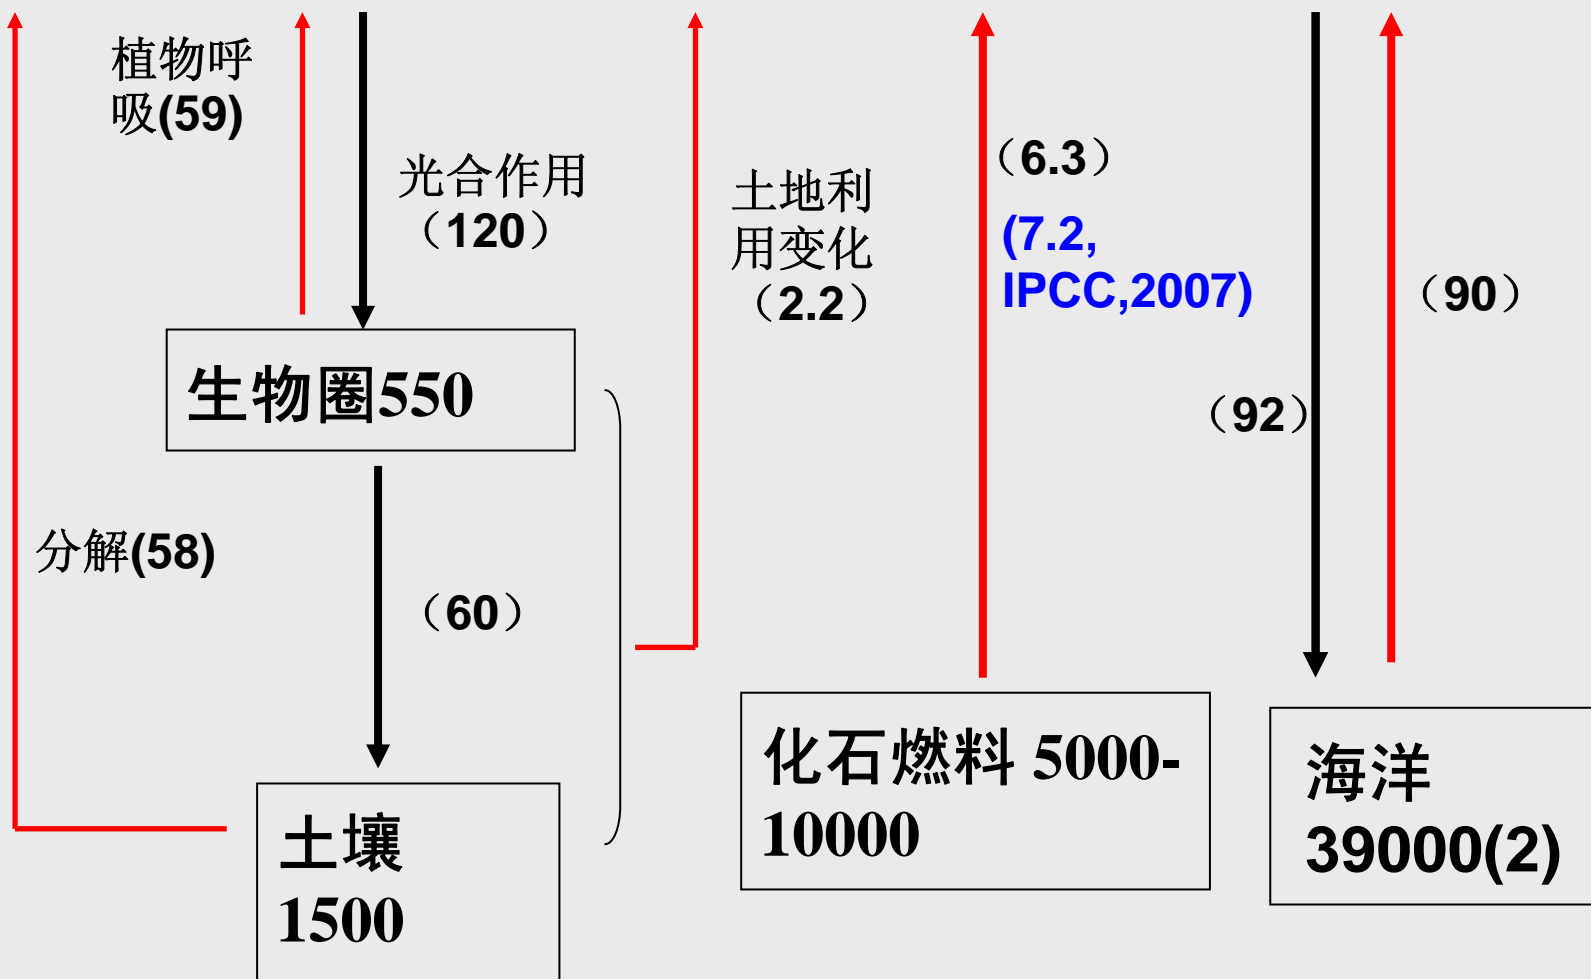 植物呼
吸(59)
光合作用
（120）
土地利
用变化
（2.2）
（6.3）
(7.2,
IPCC,2007)
（90）
（92）
生物圈550
分解(58)
（60）
化石燃料 5000-
10000
海洋
39000(2)
土壤
1500